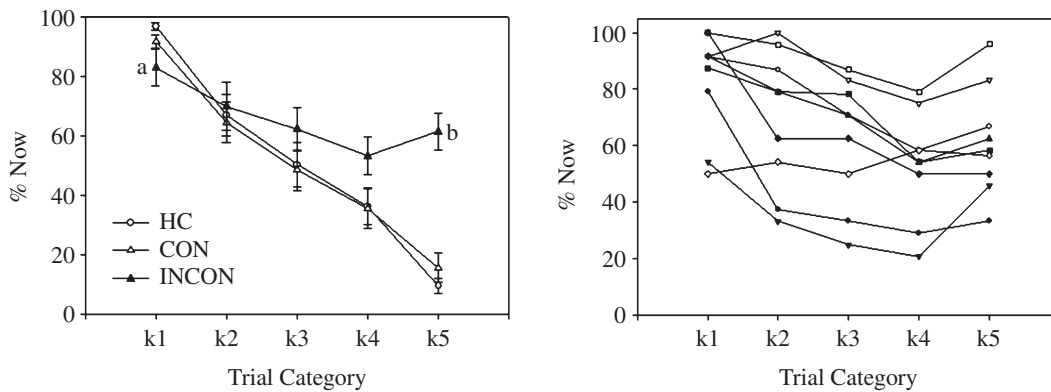 100
80
60
40
20
0
% Now
a
b
HC
CON
INCON
k1 k2 k3 k4 k5
Trial Category
100
80
60
40
20
0
% Now
k1 k2 k3 k4 k5
Trial Category